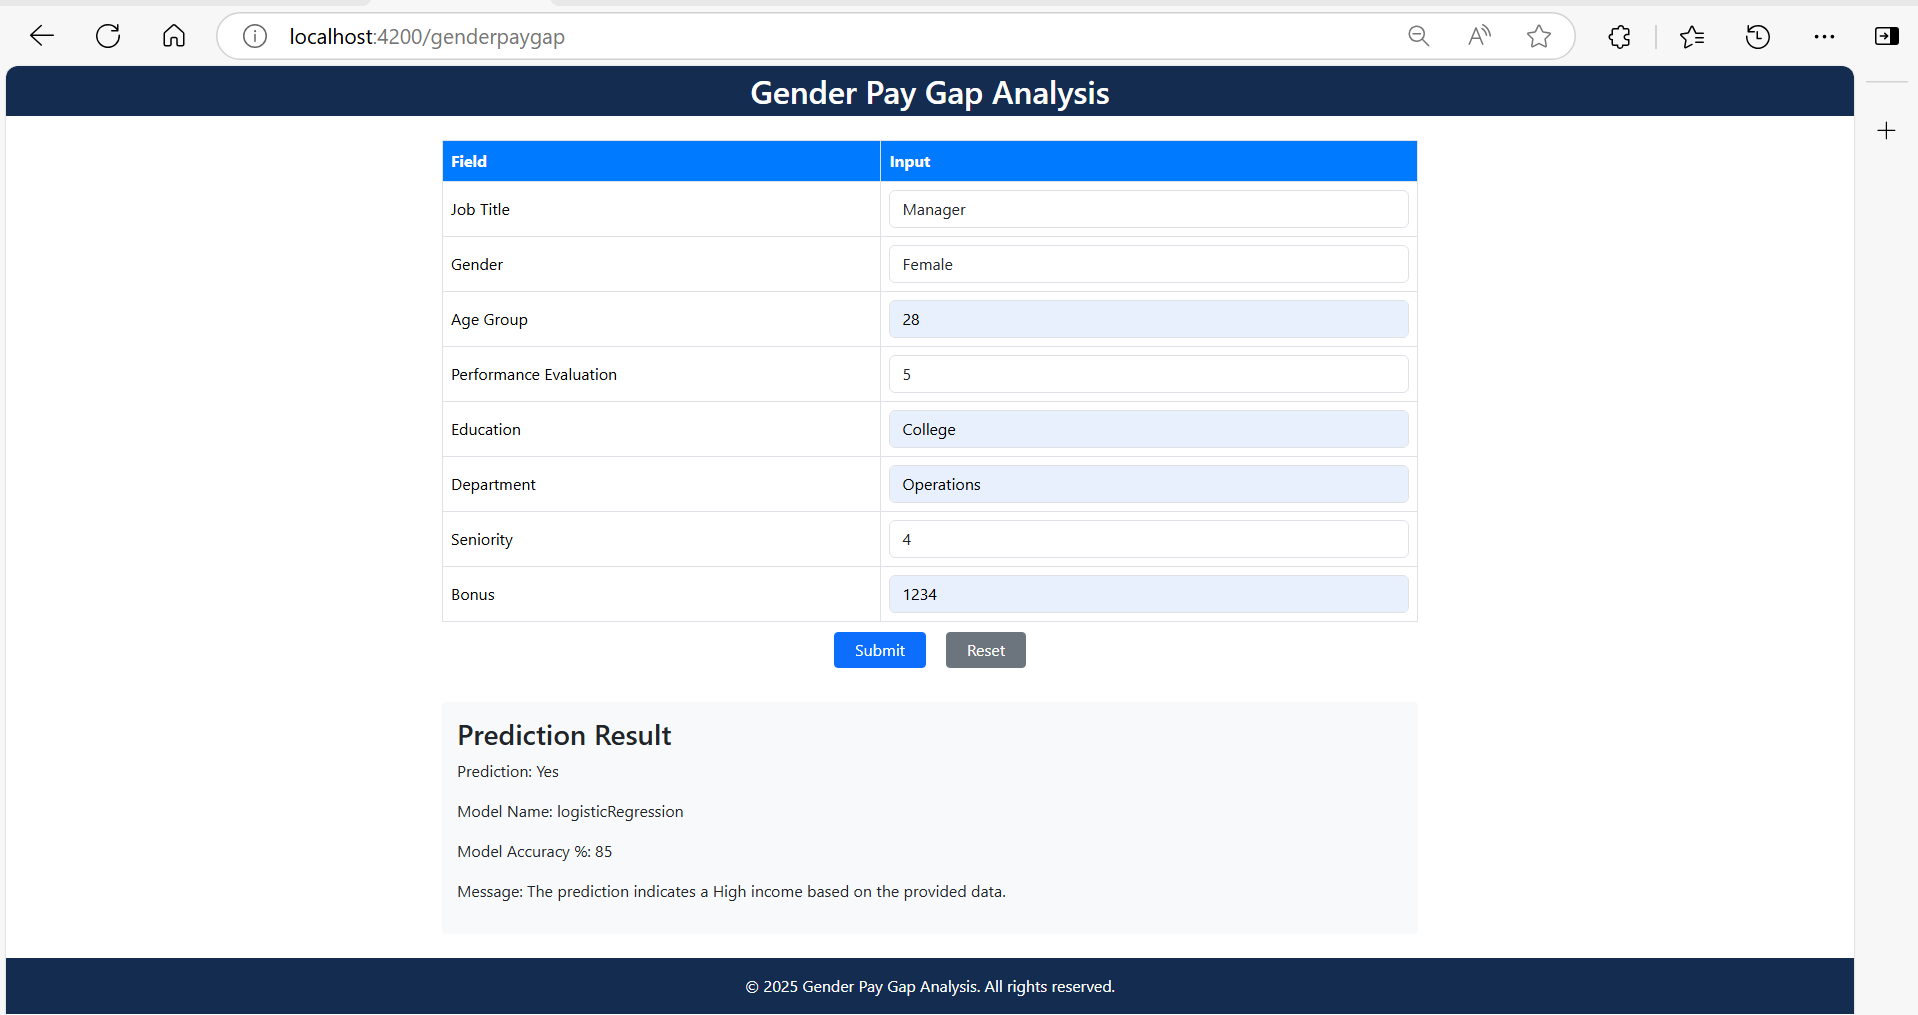 localhost:4200/genderpaygap
Gender Pay Gap Analysis
Field Input
Job Title Manager
Gender Female
Age Group 28
Performance Evaluation 5
Education College
Department Operations
Seniority 4
Bonus 1234
Submit Reset
Prediction Result
Prediction: Yes
Model Name: logisticRegression
Model Accuracy %: 85
Message: The prediction indicates a High income based on the provided data.
© 2025 Gender Pay Gap Analysis. All rights reserved.